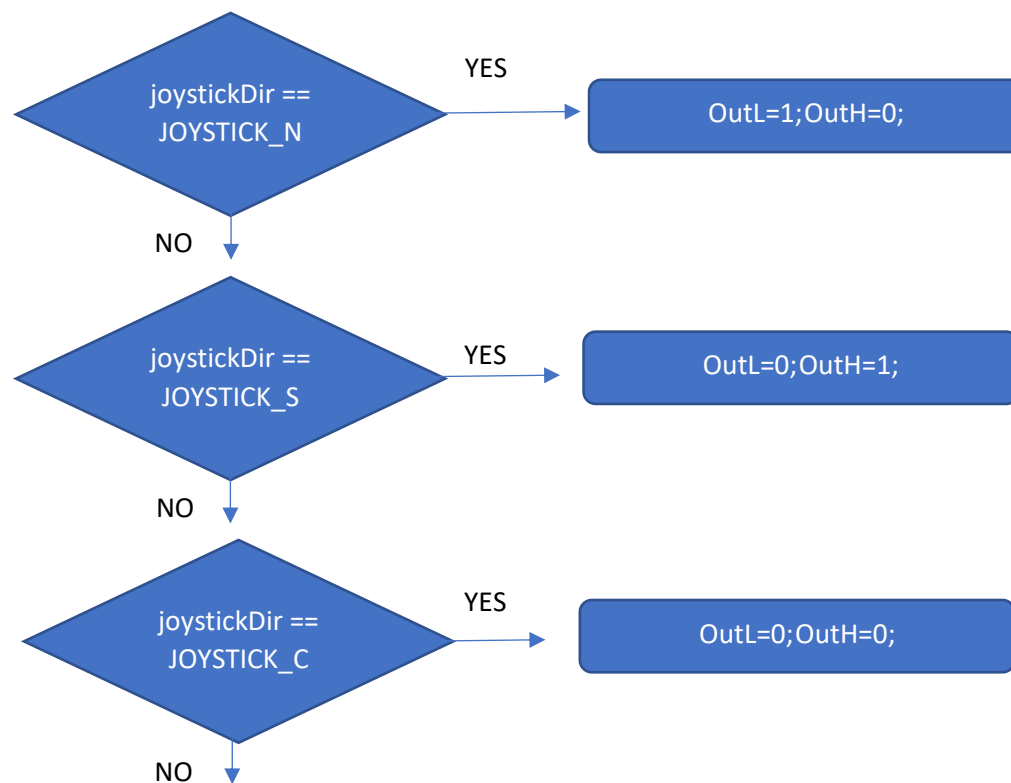 joystickDir ==
JOYSTICK_N
YES
OutL=1;OutH=0;
NO
joystickDir ==
JOYSTICK_S
YES
OutL=0;OutH=1;
NO
joystickDir ==
JOYSTICK_C
YES
OutL=0;OutH=0;
NO